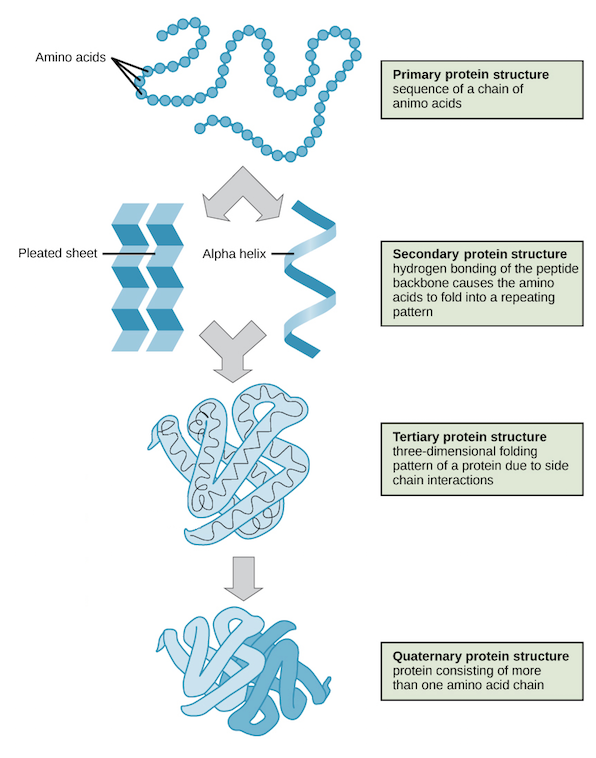 Amino acids
Primary protein structure
sequence of a chain of
animo acids
Pleated sheet
Alpha helix
Secondary protein structure
hydrogen bonding of the peptide
backbone causes the amino
acids to fold into a repeating
pattern
Tertiary protein structure
three-dimensional folding
pattern of a protein due to side
chain interactions
Quaternary protein structure
protein consisting of more
than one amino acid chain